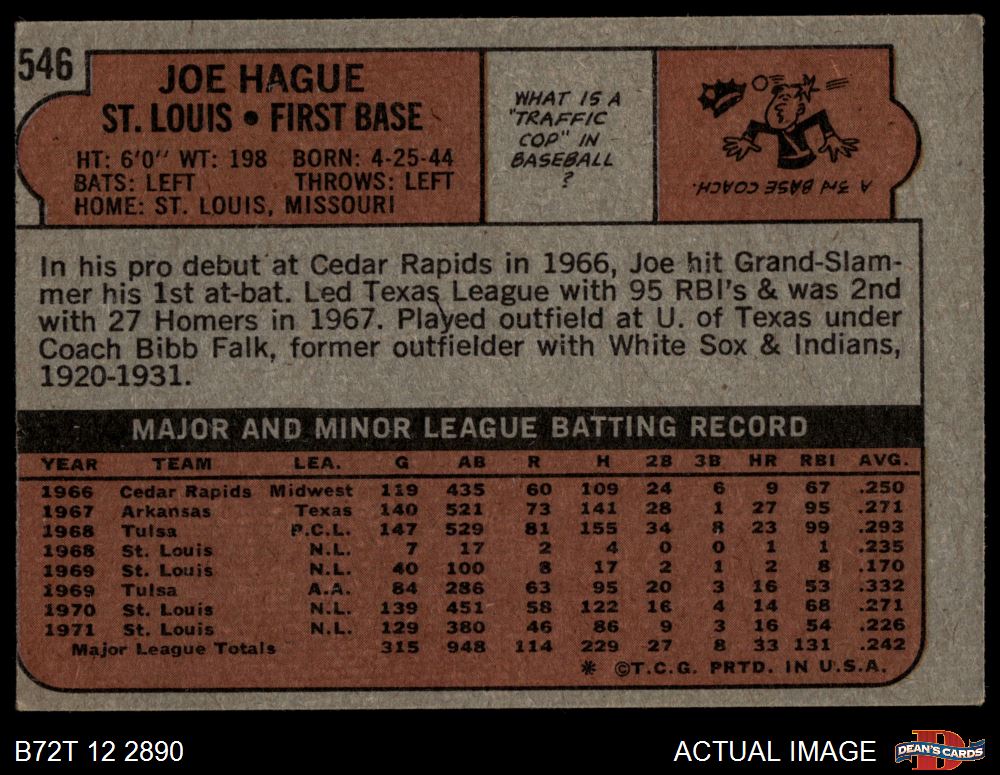 546
JOE HAGUE
ST. LOUIS • FIRST BASE
HT: 6'0" WT: 198 BORN: 4-25-44
BATS: LEFT THROWS: LEFT
HOME: ST. LOUIS, MISSOURI
WHAT IS A
"TRAFFIC
COP" IN
BASEBALL
?
A 3RD BASE COACH.
In his pro debut at Cedar Rapids in 1966, Joe hit Grand-Slam-
mer his 1st at-bat. Led Texas League with 95 RBI's & was 2nd
with 27 Homers in 1967. Played outfield at U. of Texas under
Coach Bibb Falk, former outfielder with White Sox & Indians,
1920-1931.
MAJOR AND MINOR LEAGUE BATTING RECORD
YEAR TEAM LEA. G AB R H 2B 3B HR RBI AVG.
1966 Cedar Rapids Midwest 119 435 60 109 24 6 9 67 .250
1967 Arkansas Texas 140 521 73 141 28 1 27 95 .271
1968 Tulsa P.C.L. 147 529 81 155 34 8 23 99 .293
1968 St. Louis N.L. 7 17 2 4 0 0 1 1 .235
1969 St. Louis N.L. 40 100 8 17 2 1 2 8 .170
1969 Tulsa A.A. 84 286 63 95 20 3 16 53 .332
1970 St. Louis N.L. 139 451 58 122 16 4 14 68 .271
1971 St. Louis N.L. 129 380 46 86 9 3 16 54 .226
Major League Totals 315 948 114 229 27 8 33 131 .242
* ©T.C.G. PRTD. IN U.S.A.
B72T 12 2890
ACTUAL IMAGE
DEAN'S CARDS